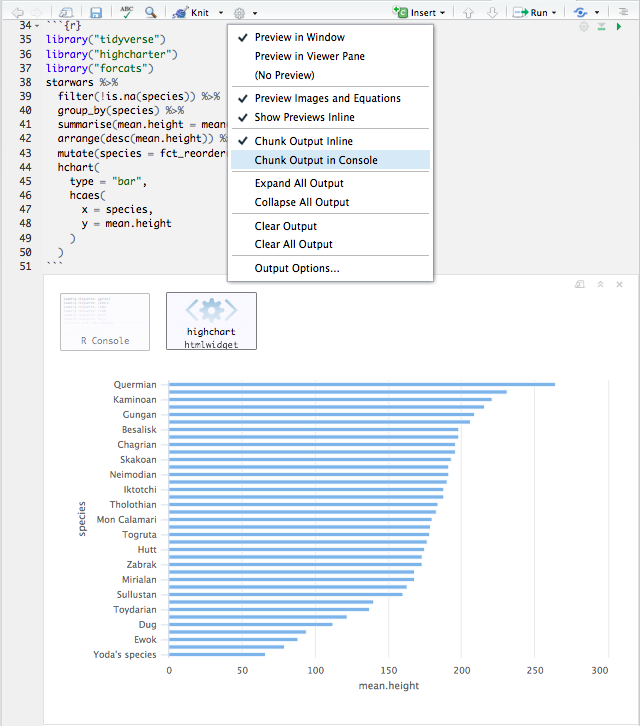 ABC
Knit
Insert
Run
34 ```{r}
35 library("tidyverse")
36 library("highcharter")
37 library("forcats")
38 starwars %>%
39 filter(!is.na(species)) %>%
40 group_by(species) %>%
41 summarise(mean.height = mean
42 arrange(desc(mean.height)) %
43 mutate(species = fct_reorder(
44 hchart(
45 type = "bar",
46 hcaes(
47 x = species,
48 y = mean.height
49 )
50 )
51 ```
Preview in Window
Preview in Viewer Pane
(No Preview)
Preview Images and Equations
Show Previews Inline
Chunk Output Inline
Chunk Output in Console
Expand All Output
Collapse All Output
Clear Output
Clear All Output
Output Options...
R Console
highchart
htmlwidget
species
Quermian
Kaminoan
Gungan
Besalisk
Chagrian
Skakoan
Neimodian
Iktotchi
Tholothian
Mon Calamari
Togruta
Hutt
Zabrak
Mirialan
Sullustan
Toydarian
Dug
Ewok
Yoda's species
0 50 100 150 200 250 300
mean.height